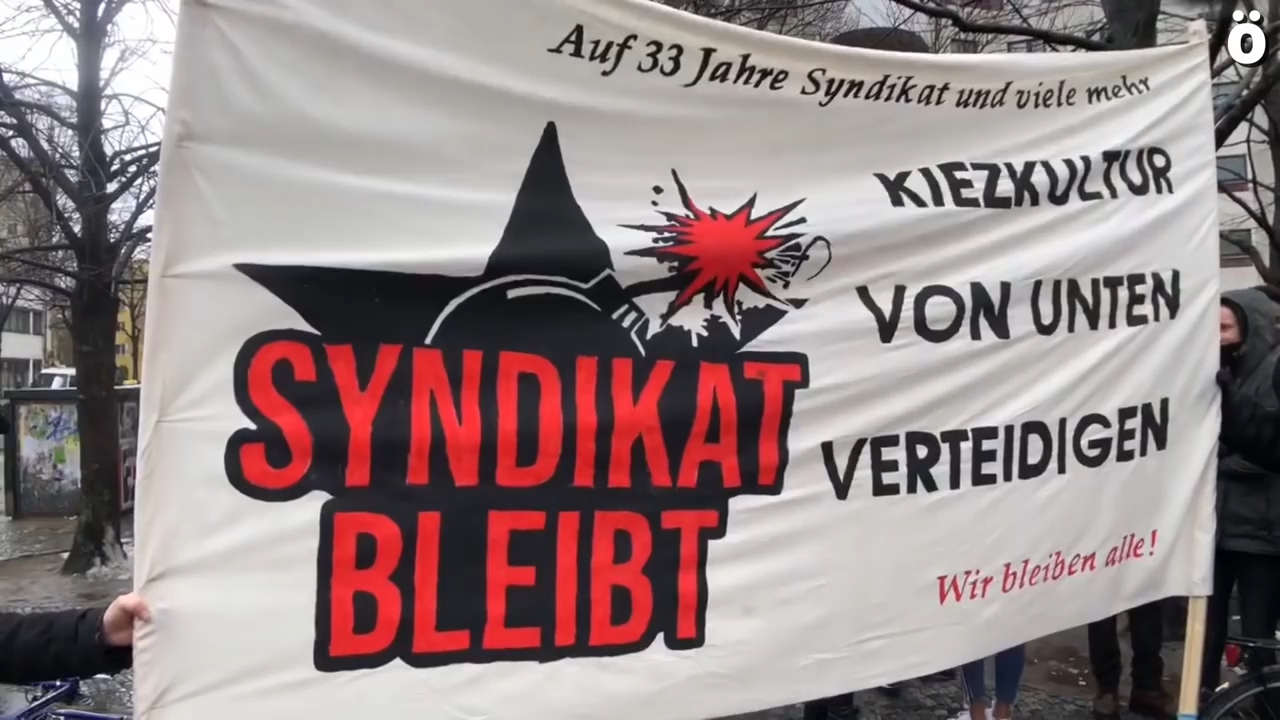 ö
Auf 33 Jahre Syndikat und viele mehr
KIEZKULTUR
VON UNTEN
VERTEIDIGEN
SYNDIKAT
BLEIBT
Wir bleiben alle!